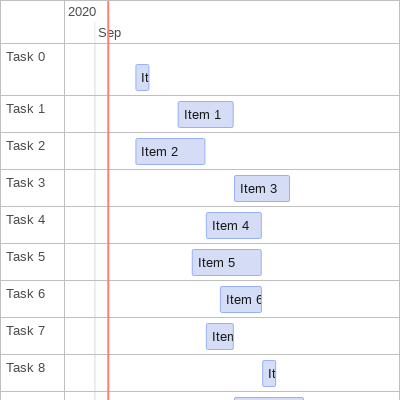 2020
Sep
Task 0
It
Task 1
Item 1
Task 2
Item 2
Task 3
Item 3
Task 4
Item 4
Task 5
Item 5
Task 6
Item 6
Task 7
Iten
Task 8
It